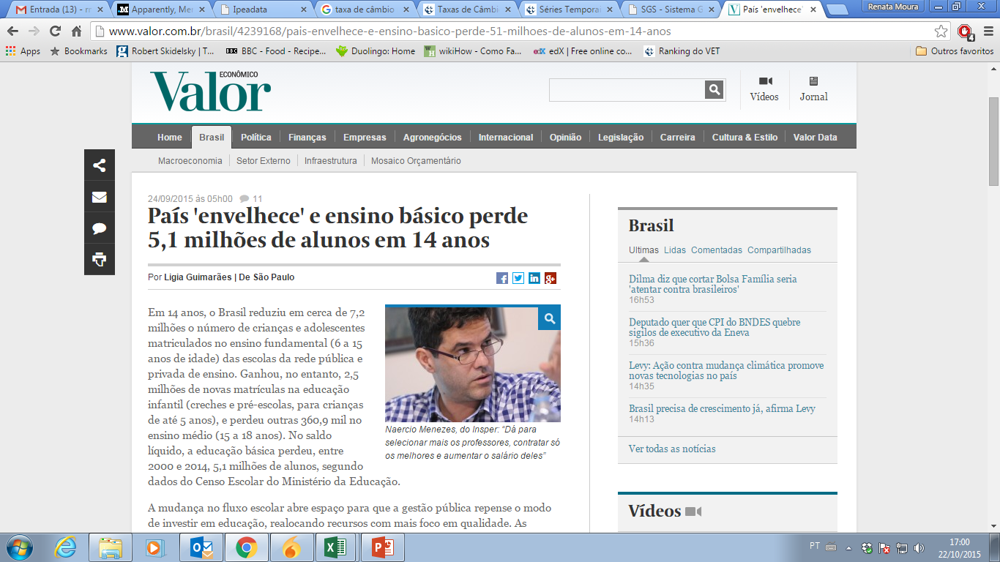 Entrada (13) - r
Apparently, Mer
Ipeadata
taxa de câmbio
Taxas de Câmbi
Séries Temporai
SGS - Sistema G
País 'envelhece'
Renata Moura
www.valor.com.br/brasil/4239168/pais-envelhece-e-ensino-basico-perde-51-milhoes-de-alunos-em-14-anos
4
Apps
Bookmarks
Robert Skidelsky | T...
BBC - Food - Recipe...
Duolingo: Home
wikiHow - Como Fa...
edX | Free online co...
Ranking do VET
Outros favoritos
Valor ECONÔMICO
Vídeos
Jornal
Home Brasil Política Finanças Empresas Agronegócios Internacional Opinião Legislação Carreira Cultura & Estilo Valor Data
Macroeconomia Setor Externo Infraestrutura Mosaico Orçamentário
24/09/2015 às 05h00 11
País 'envelhece' e ensino básico perde
5,1 milhões de alunos em 14 anos
Por Ligia Guimarães | De São Paulo
Em 14 anos, o Brasil reduziu em cerca de 7,2
milhões o número de crianças e adolescentes
matriculados no ensino fundamental (6 a 15
anos de idade) das escolas da rede pública e
privada de ensino. Ganhou, no entanto, 2,5
milhões de novas matrículas na educação
infantil (creches e pré-escolas, para crianças
de até 5 anos), e perdeu outras 360,9 mil no
ensino médio (15 a 18 anos). No saldo
líquido, a educação básica perdeu, entre
2000 e 2014, 5,1 milhões de alunos, segundo
dados do Censo Escolar do Ministério da Educação.
Naercio Menezes, do Insper: “Dá para
selecionar mais os professores, contratar só
os melhores e aumentar o salário deles”
A mudança no fluxo escolar abre espaço para que a gestão pública repense o modo
de investir em educação, realocando recursos com mais foco em qualidade. As
Brasil
Ultimas Lidas Comentadas Compartilhadas
Dilma diz que cortar Bolsa Família seria
'atentar contra brasileiros'
16h53
Deputado quer que CPI do BNDES quebre
sigilos de executivo da Eneva
15h36
Levy: Ação contra mudança climática promove
novas tecnologias no país
14h35
Brasil precisa de crescimento já, afirma Levy
14h13
Ver todas as notícias
Vídeos
PT
17:00
22/10/2015